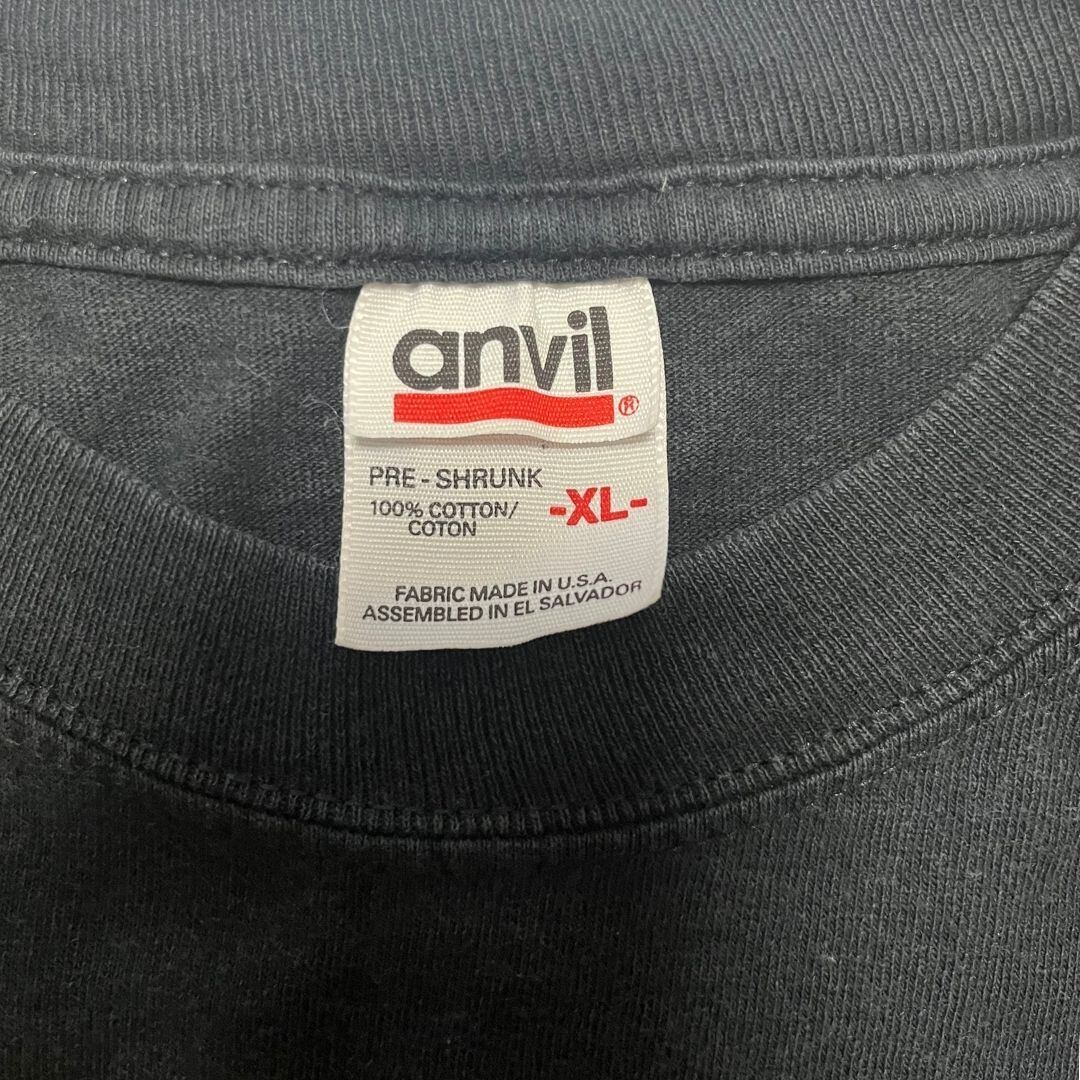 anvil
®
PRE - SHRUNK
100% COTTON/
COTON
-XL-
FABRIC MADE IN U.S.A.
ASSEMBLED IN EL SALVADOR